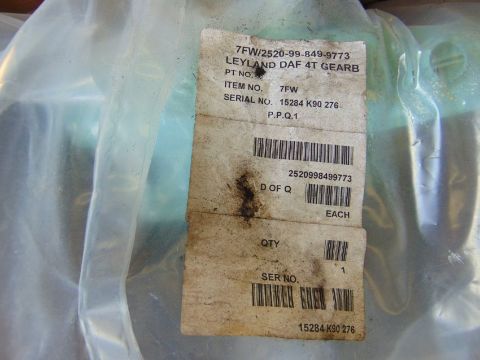 7FW/2520-99-849-9773
LEYLAND DAF 4T GEARB
PT NO.
ITEM NO. 7FW
SERIAL NO. 15284 K90 276
P.P.Q.1
2520998499773
D OF Q
EACH
QTY
1
SER NO.
15284 K90 276